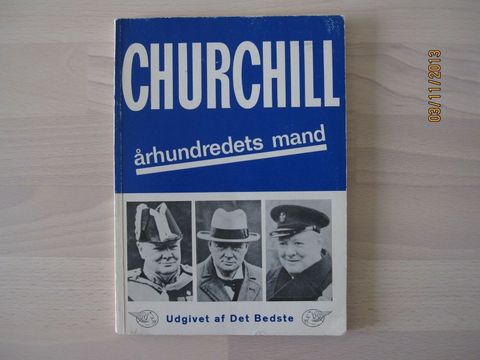 CHURCHILL
århundredets mand
Udgivet af Det Bedste
03/11/2013